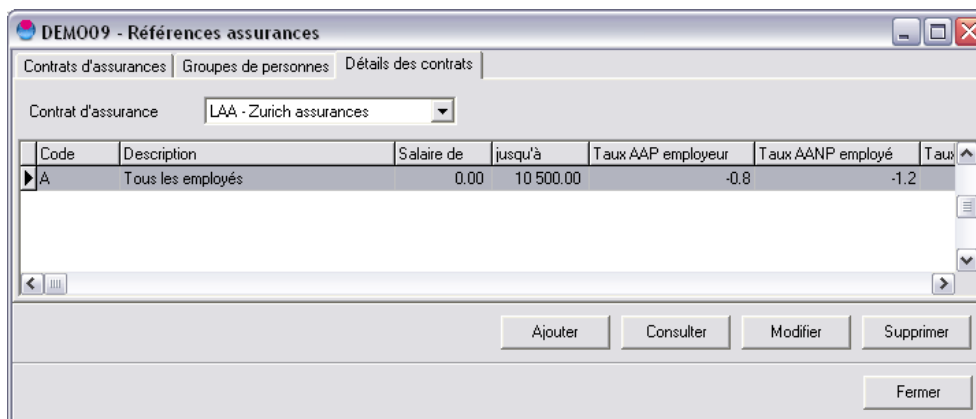 DEMO09 - Références assurances
Contrats d'assurances Groupes de personnes Détails des contrats
Contrat d'assurance LAA - Zurich assurances
Code Description Salaire de jusqu'à Taux AAP employeur Taux AANP employé Taux
A Tous les employés 0.00 10 500.00 -0.8 -1.2
Ajouter Consulter Modifier Supprimer
Fermer